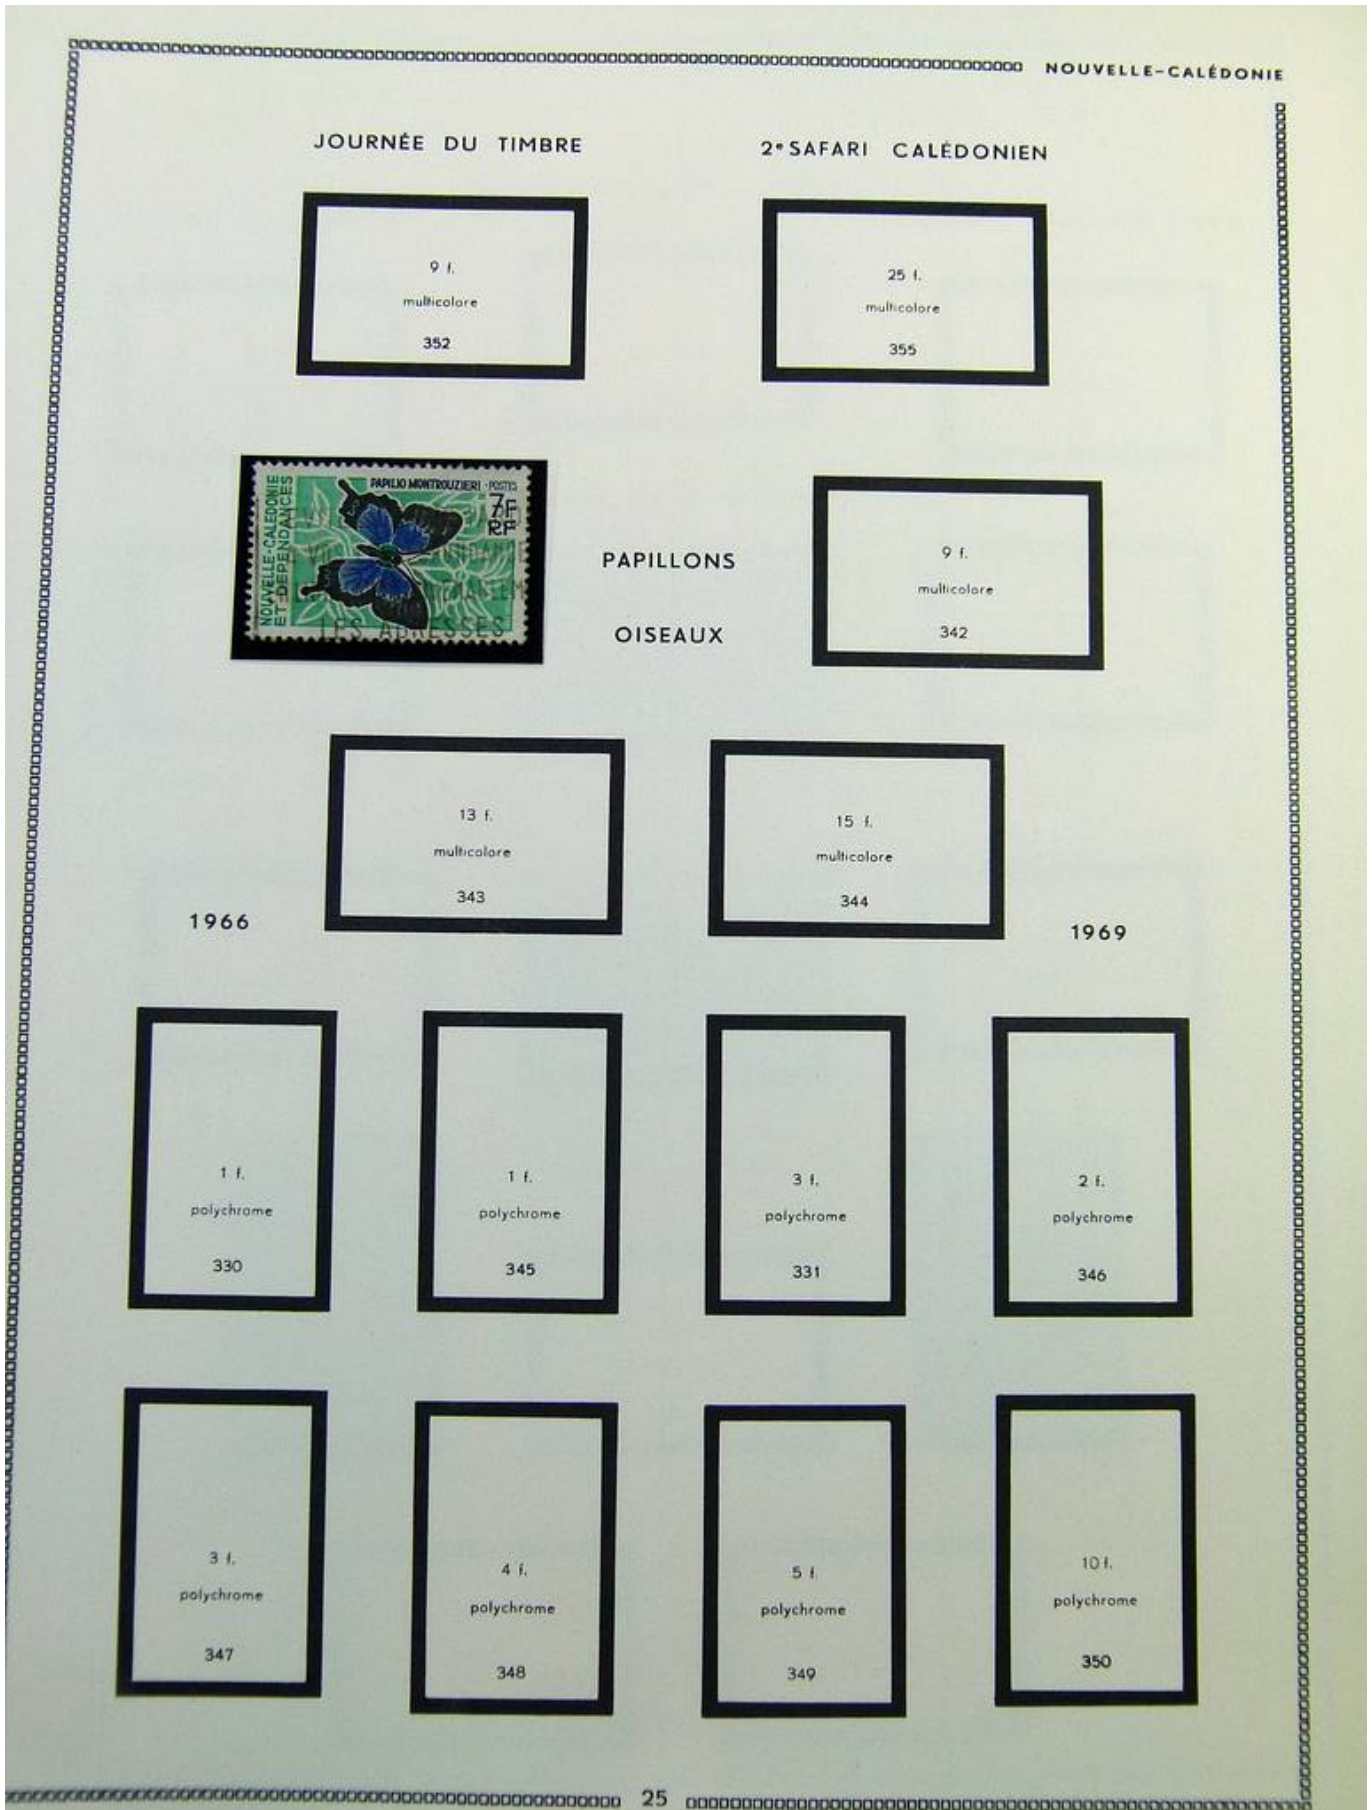 NOUVELLE-CALÉDONIE
JOURNÉE DU TIMBRE
2e SAFARI CALÉDONIEN
9 f.
multicolore
352
25 f.
multicolore
355
PAPILIO MONTROUZIERI · POSTES
7F
RF
NOUVELLE-CALEDONIE
ET DEPENDANCES
LES ADRESSES
PAPILLONS
OISEAUX
9 f.
multicolore
342
13 f.
multicolore
343
15 f.
multicolore
344
1966
1969
1 f.
polychrome
330
1 f.
polychrome
345
3 f.
polychrome
331
2 f.
polychrome
346
3 f.
polychrome
347
4 f.
polychrome
348
5 f.
polychrome
349
10 f.
polychrome
350
25